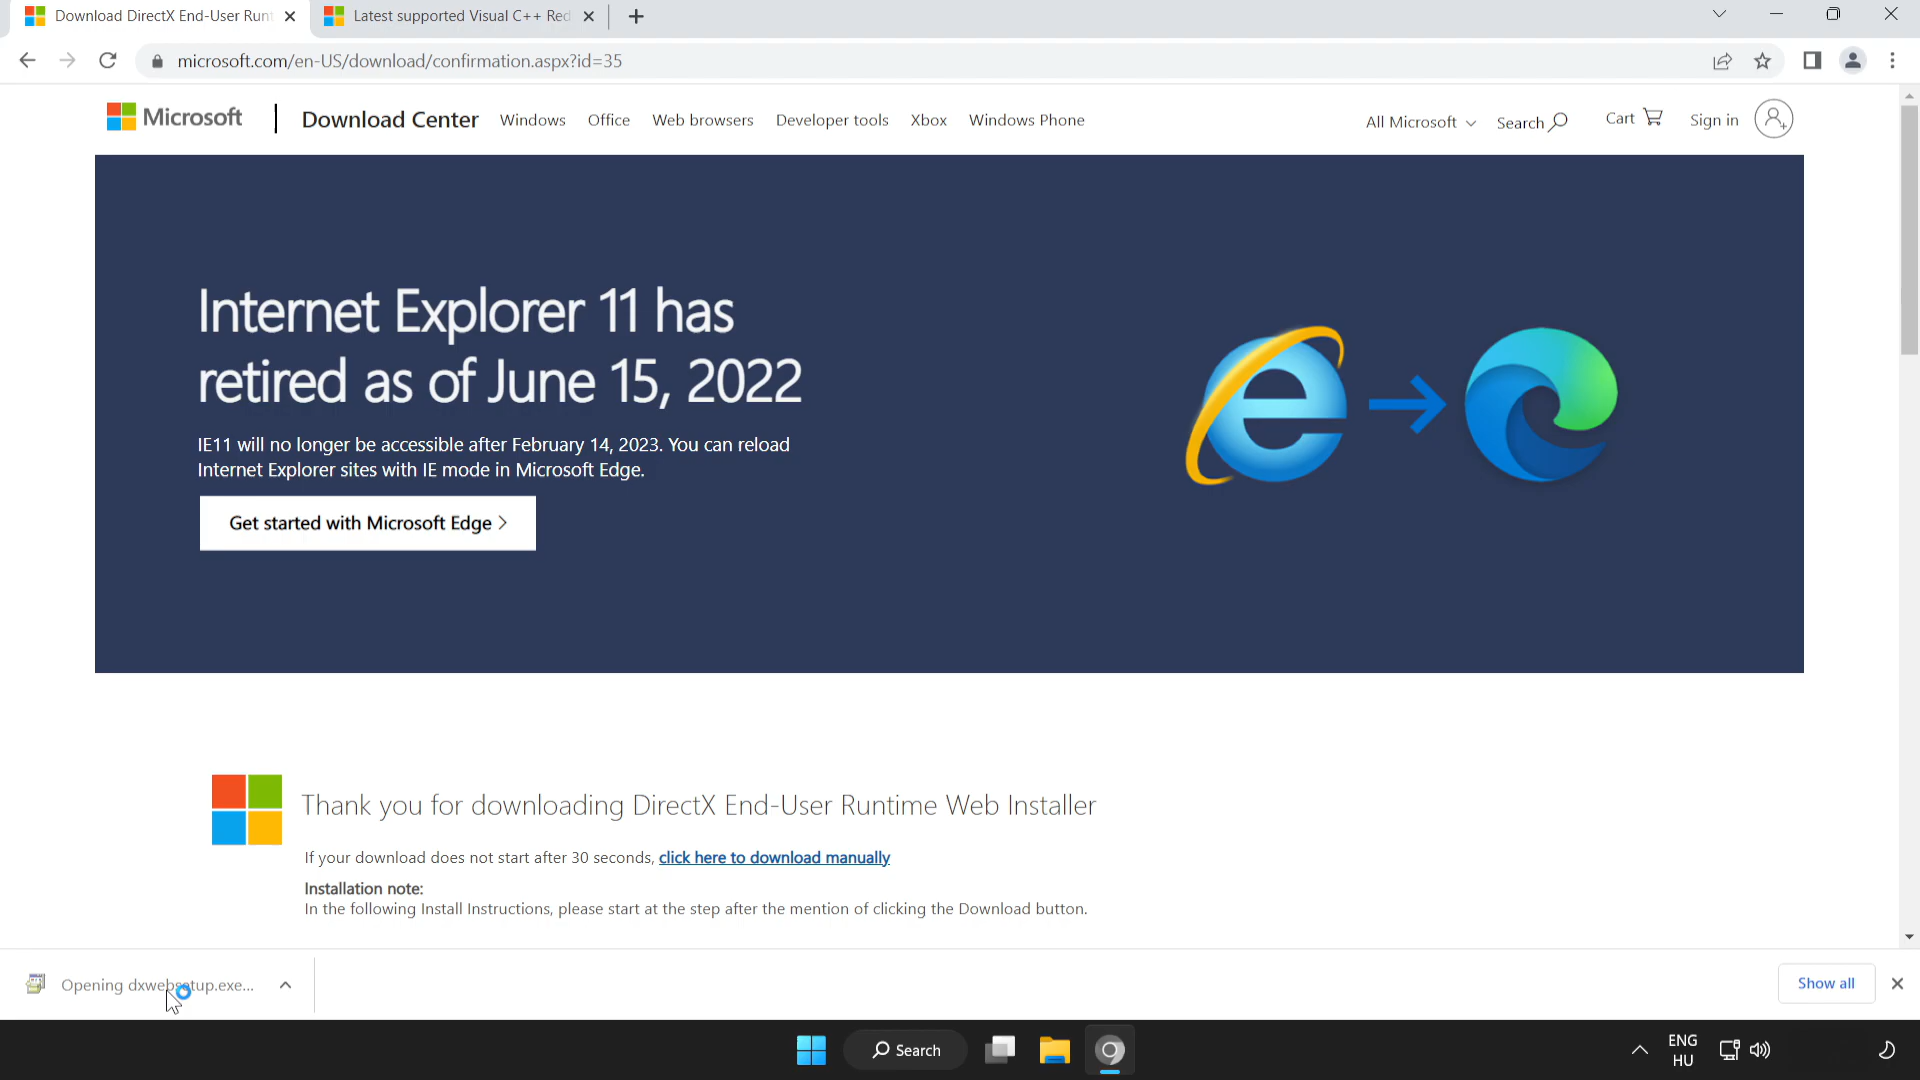 Download DirectX End-User Runt
Latest supported Visual C++ Red
microsoft.com/en-US/download/confirmation.aspx?id=35
Microsoft
Download Center
Windows
Office
Web browsers
Developer tools
Xbox
Windows Phone
All Microsoft
Search
Cart
Sign in
Internet Explorer 11 has
retired as of June 15, 2022
IE11 will no longer be accessible after February 14, 2023. You can reload
Internet Explorer sites with IE mode in Microsoft Edge.
Get started with Microsoft Edge
Thank you for downloading DirectX End-User Runtime Web Installer
If your download does not start after 30 seconds, click here to download manually
Installation note:
In the following Install Instructions, please start at the step after the mention of clicking the Download button.
Opening dxwebsetup.exe...
Show all
Search
ENG
HU